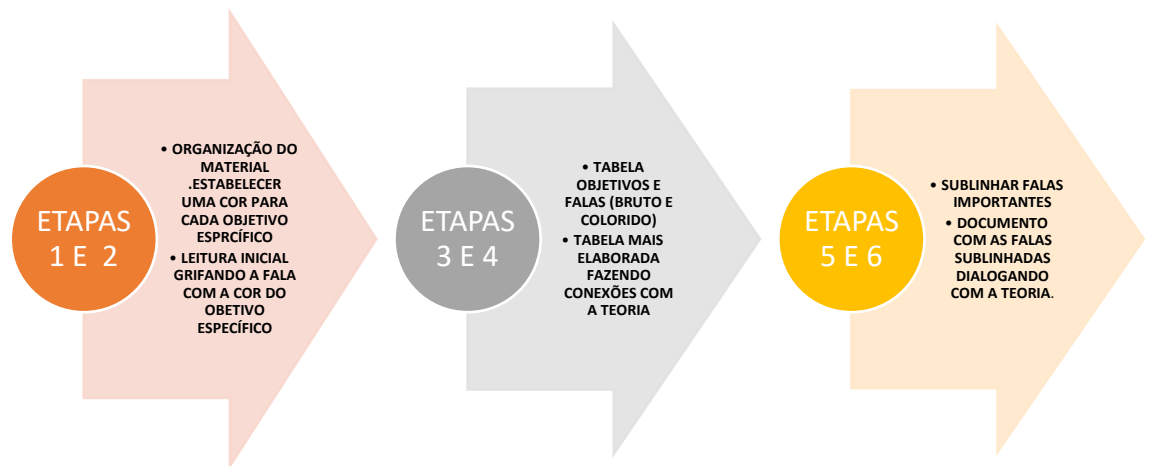 ETAPAS
1 E 2
• ORGANIZAÇÃO DO
MATERIAL
.ESTABELECER
UMA COR PARA
CADA OBJETIVO
ESPRCÍFICO
• LEITURA INICIAL
GRIFANDO A FALA
COM A COR DO
OBETIVO
ESPECÍFICO
ETAPAS
3 E 4
• TABELA
OBJETIVOS E
FALAS (BRUTO E
COLORIDO)
• TABELA MAIS
ELABORADA
FAZENDO
CONEXÕES COM
A TEORIA
ETAPAS
5 E 6
• SUBLINHAR FALAS
IMPORTANTES
• DOCUMENTO
COM AS FALAS
SUBLINHADAS
DIALOGANDO
COM A TEORIA.